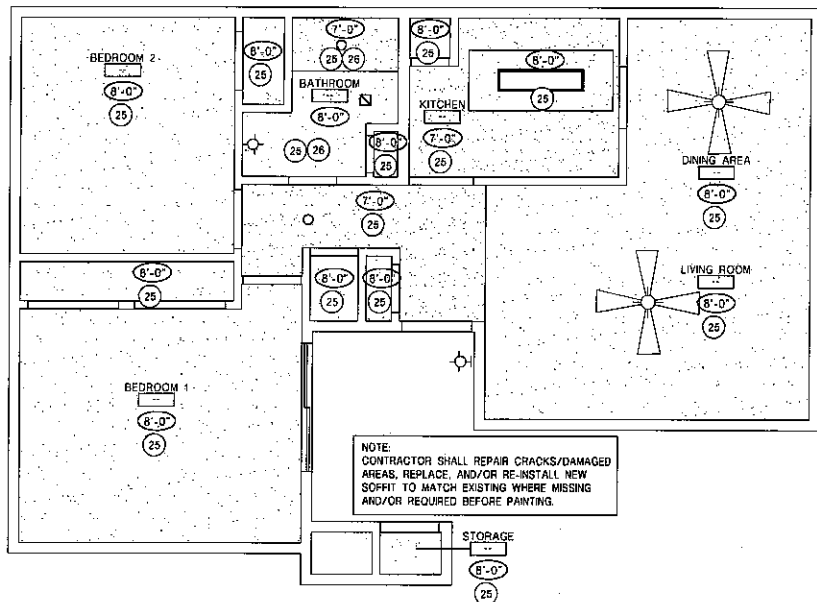 7'-0"
8'-0"
8'-0"
8'-0"
BEDROOM 2
25
25 26
25
BATHROOM
KITCHEN
25
8'-0"
8'-0"
25
7'-0"
25
25 26
8'-0"
25
DINING AREA
8'-0"
25
7'-0"
25
8'-0"
25
8'-0"
25
8'-0"
25
LIVING ROOM
8'-0"
25
BEDROOM 1
8'-0"
25
NOTE:
CONTRACTOR SHALL REPAIR CRACKS/DAMAGED
AREAS, REPLACE, AND/OR RE-INSTALL NEW
SOFFIT TO MATCH EXISTING WHERE MISSING
AND/OR REQUIRED BEFORE PAINTING.
STORAGE
8'-0"
25